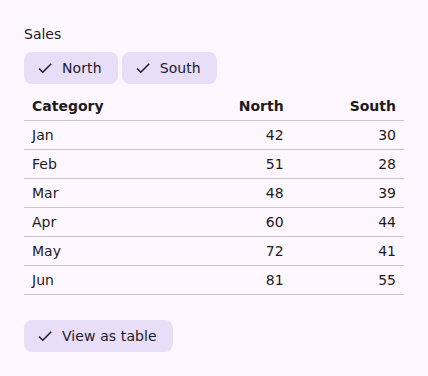 Sales
North South
Category North South
Jan 42 30
Feb 51 28
Mar 48 39
Apr 60 44
May 72 41
Jun 81 55
View as table